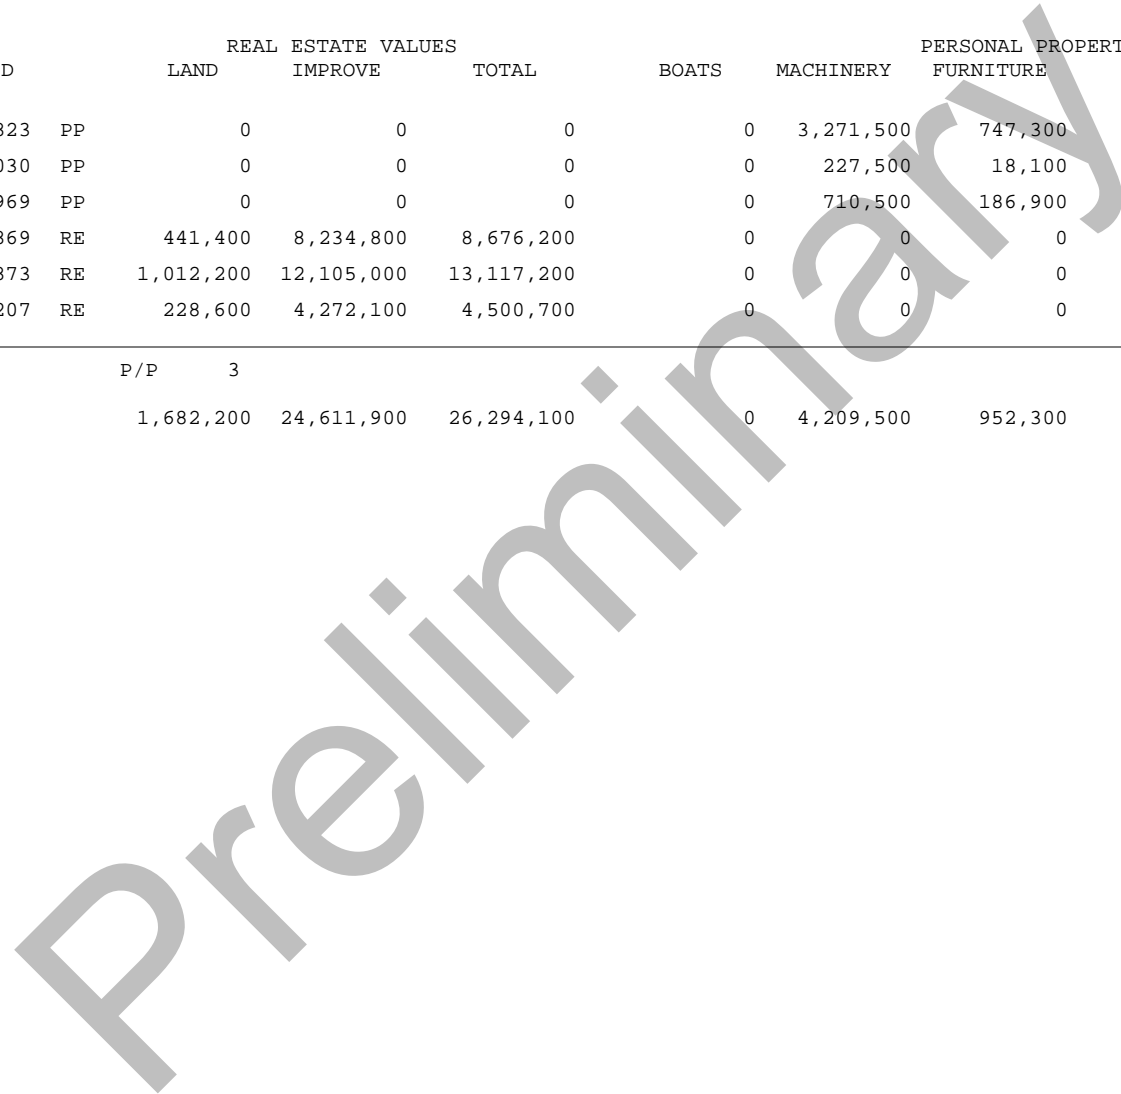 REAL ESTATE VALUES PERSONAL PROPERT
D LAND IMPROVE TOTAL BOATS MACHINERY FURNITURE
323 PP 0 0 0 0 3,271,500 747,300
030 PP 0 0 0 0 227,500 18,100
969 PP 0 0 0 0 710,500 186,900
869 RE 441,400 8,234,800 8,676,200 0 0 0
873 RE 1,012,200 12,105,000 13,117,200 0 0 0
207 RE 228,600 4,272,100 4,500,700 0 0 0
P/P 3
1,682,200 24,611,900 26,294,100 0 4,209,500 952,300
Preliminary